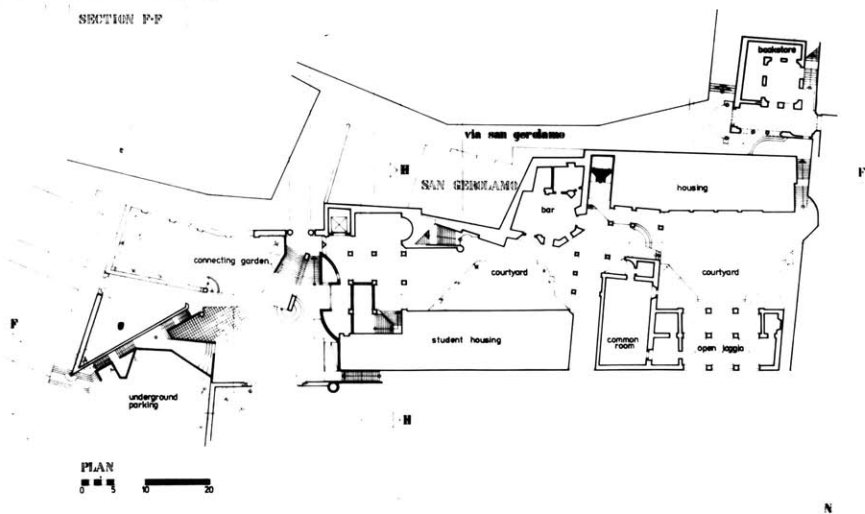 SECTION F-F
bookstore
via san gerolamo
H
SAN GEROLAMO
F
housing
bar
connecting garden
courtyard
courtyard
F
student housing
common
room
open loggia
underground
parking
H
PLAN
0 5 10 20
N